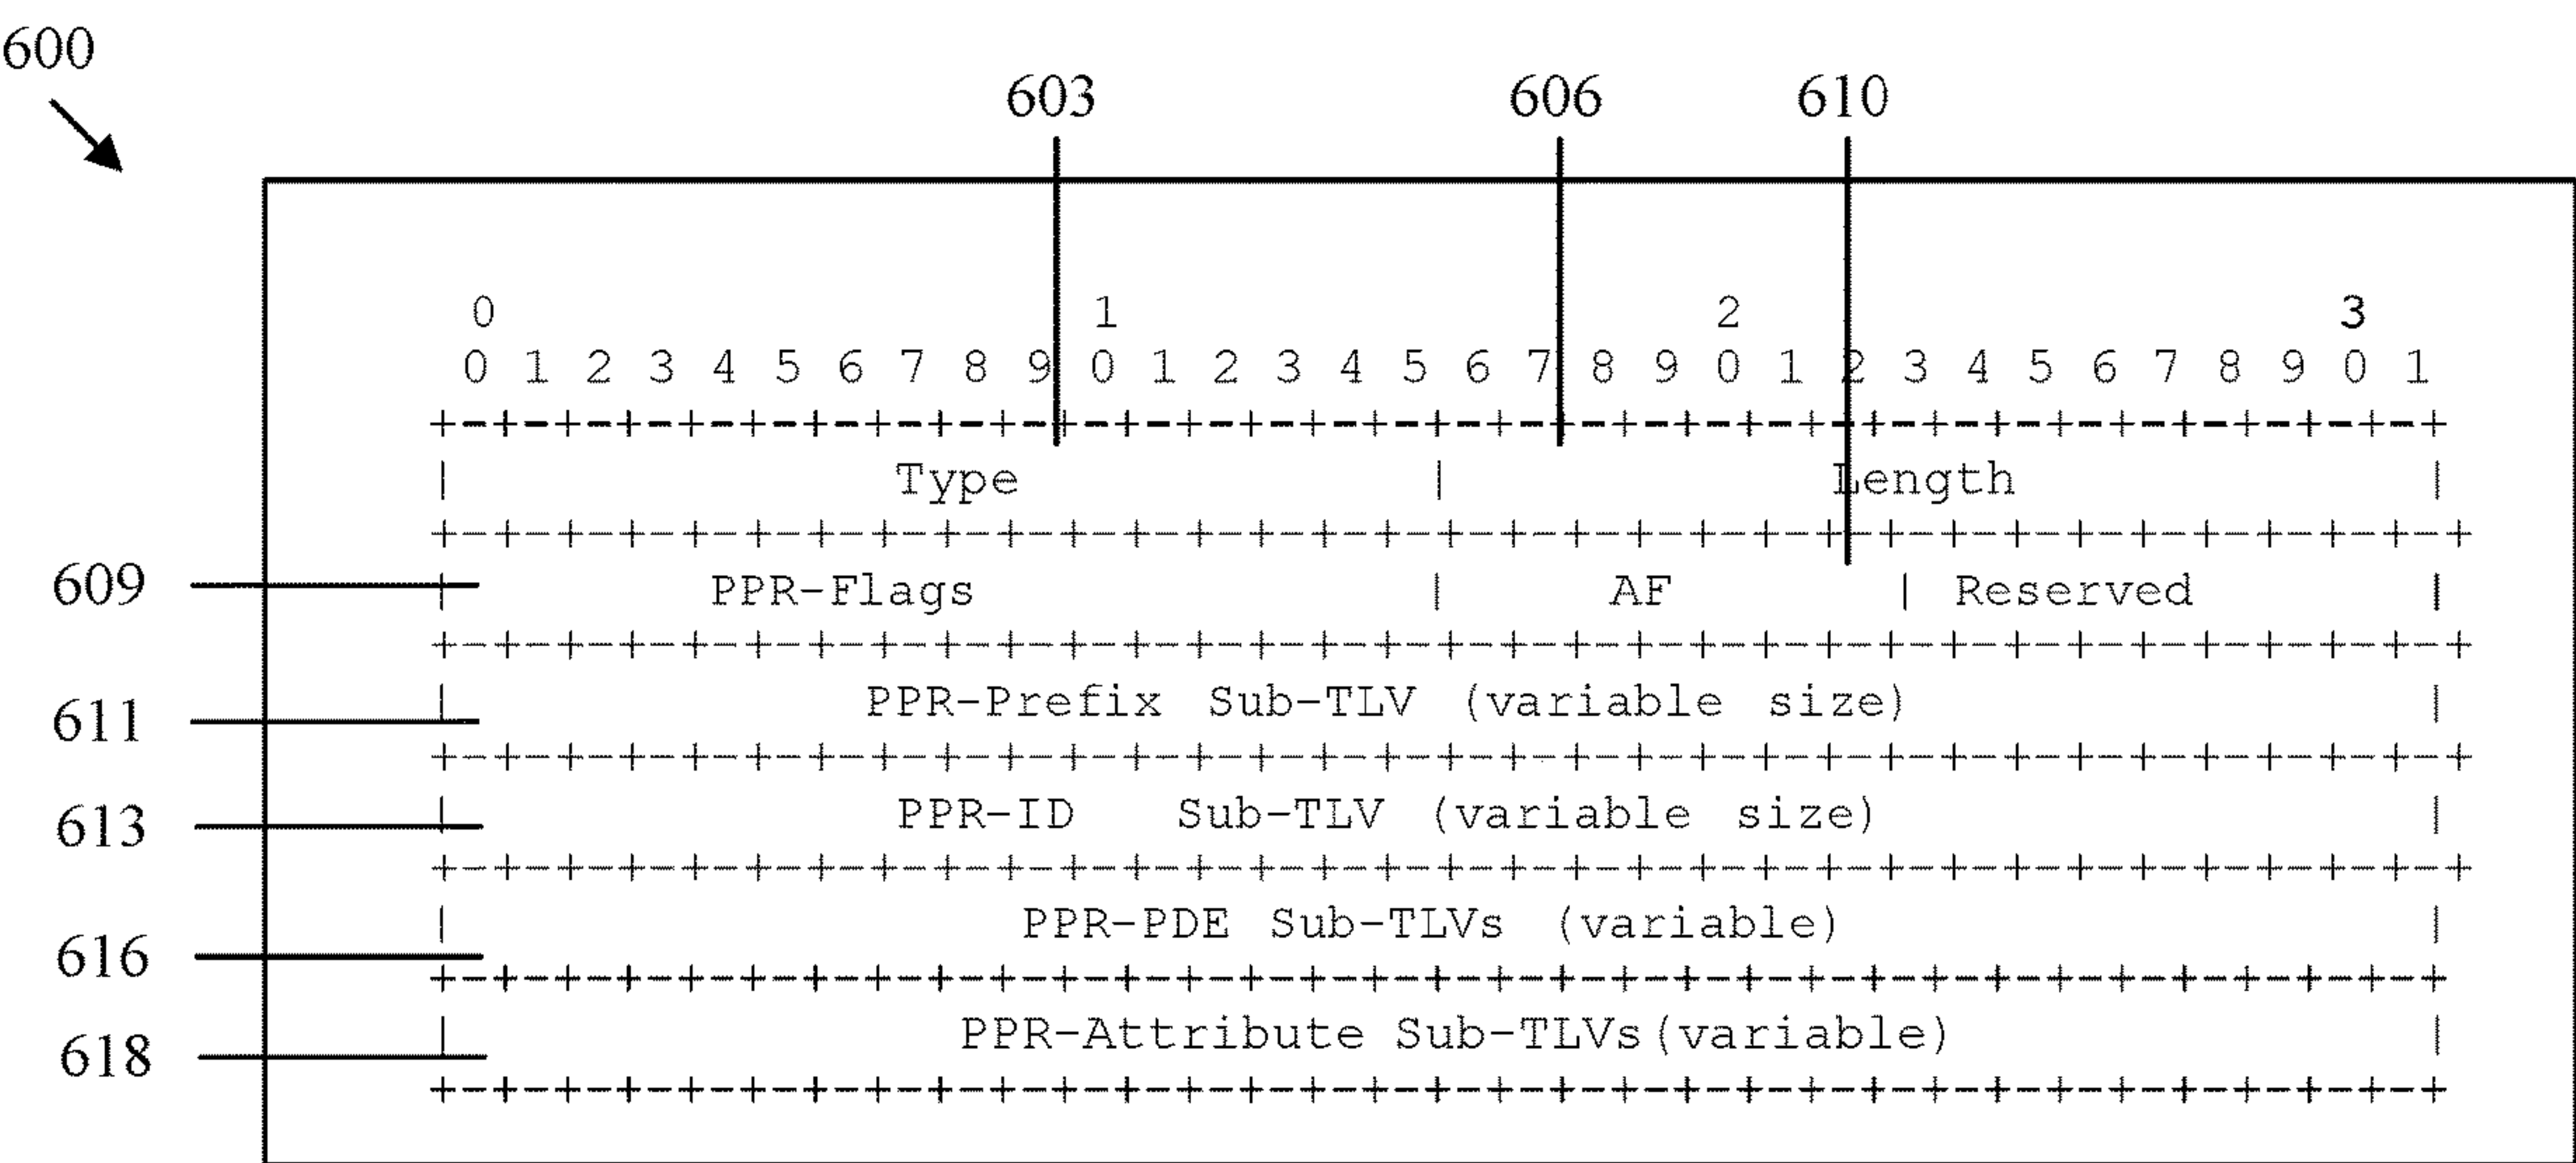 600
603 606 610
0 1 2 3
0 1 2 3 4 5 6 7 8 9 0 1 2 3 4 5 6 7 8 9 0 1 2 3 4 5 6 7 8 9 0 1
+-+-+-+-+-+-+-+-+-+-+-+-+-+-+-+-+-+-+-+-+-+-+-+-+-+-+-+-+-+-+-+-+
| Type | Length |
+-+-+-+-+-+-+-+-+-+-+-+-+-+-+-+-+-+-+-+-+-+-+-+-+-+-+-+-+-+-+-+-+
609 | PPR-Flags | AF | Reserved |
+-+-+-+-+-+-+-+-+-+-+-+-+-+-+-+-+-+-+-+-+-+-+-+-+-+-+-+-+-+-+-+-+
611 | PPR-Prefix Sub-TLV (variable size) |
+-+-+-+-+-+-+-+-+-+-+-+-+-+-+-+-+-+-+-+-+-+-+-+-+-+-+-+-+-+-+-+-+
613 | PPR-ID Sub-TLV (variable size) |
+-+-+-+-+-+-+-+-+-+-+-+-+-+-+-+-+-+-+-+-+-+-+-+-+-+-+-+-+-+-+-+-+
616 | PPR-PDE Sub-TLVs (variable) |
+-+-+-+-+-+-+-+-+-+-+-+-+-+-+-+-+-+-+-+-+-+-+-+-+-+-+-+-+-+-+-+-+
618 | PPR-Attribute Sub-TLVs(variable) |
+-+-+-+-+-+-+-+-+-+-+-+-+-+-+-+-+-+-+-+-+-+-+-+-+-+-+-+-+-+-+-+-+